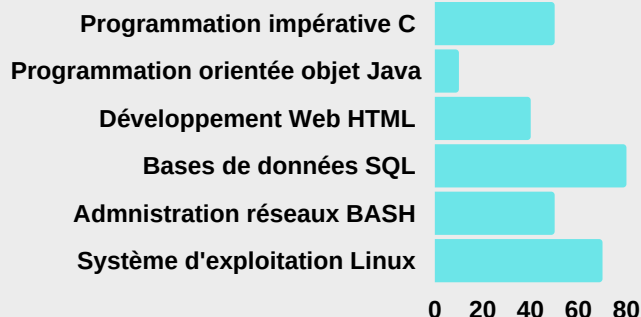 Programmation impérative C
Programmation orientée objet Java
Développement Web HTML
Bases de données SQL
Admnistration réseaux BASH
Système d'exploitation Linux
0 20 40 60 80